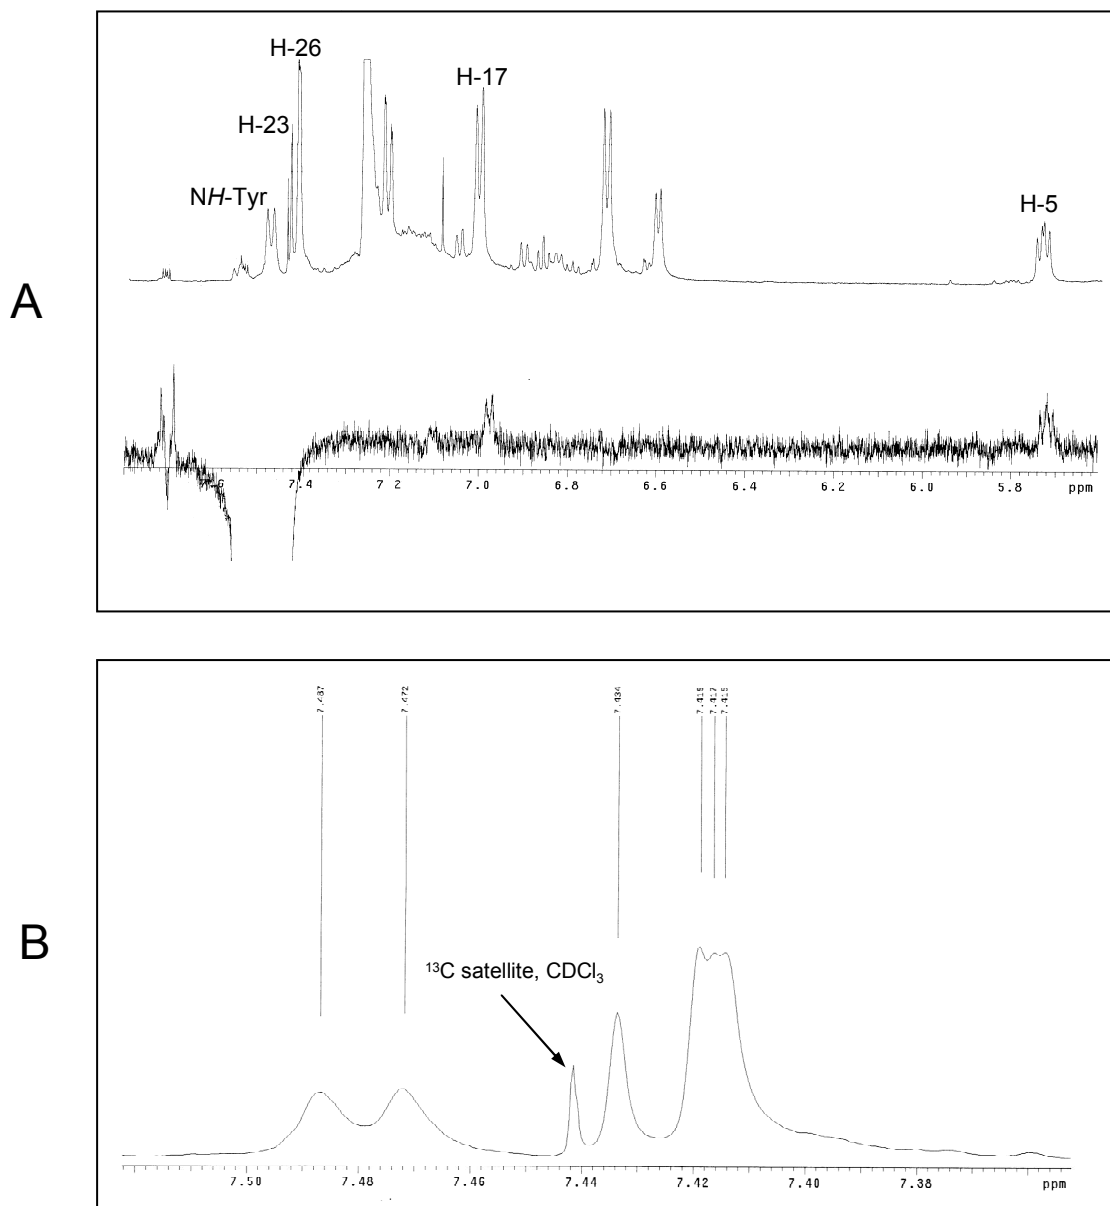 A
H-26
H-17
H-23
NH-Tyr
H-5
7.4 7 2 7.0 6.8 6.6 6.4 6.2 6.0 5.8 ppm
B
7.487 7.472 7.434 7.417 7.415
¹³C satellite, CDCl₃
7.50 7.48 7.46 7.44 7.42 7.40 7.38 ppm